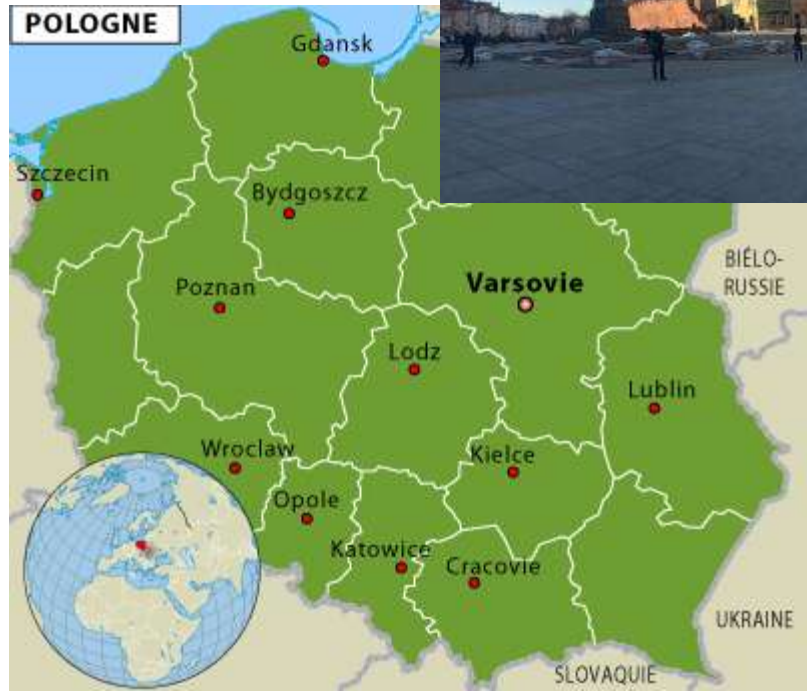 POLOGNE
Gdansk
Szczecin
Bydgoszcz
BIÉLO-
RUSSIE
Varsovie
Poznan
Lodz
Lublin
Wroclaw
Kielce
Opole
Katowice
Cracovie
UKRAINE
SLOVAQUIE